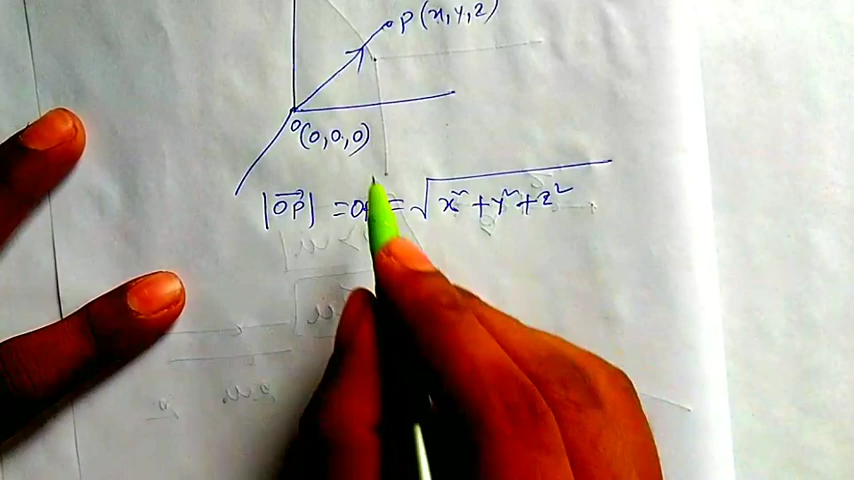 P(x,y,z)
O(0,0,0)
|OP⃗| = OP = √x²+y²+z²